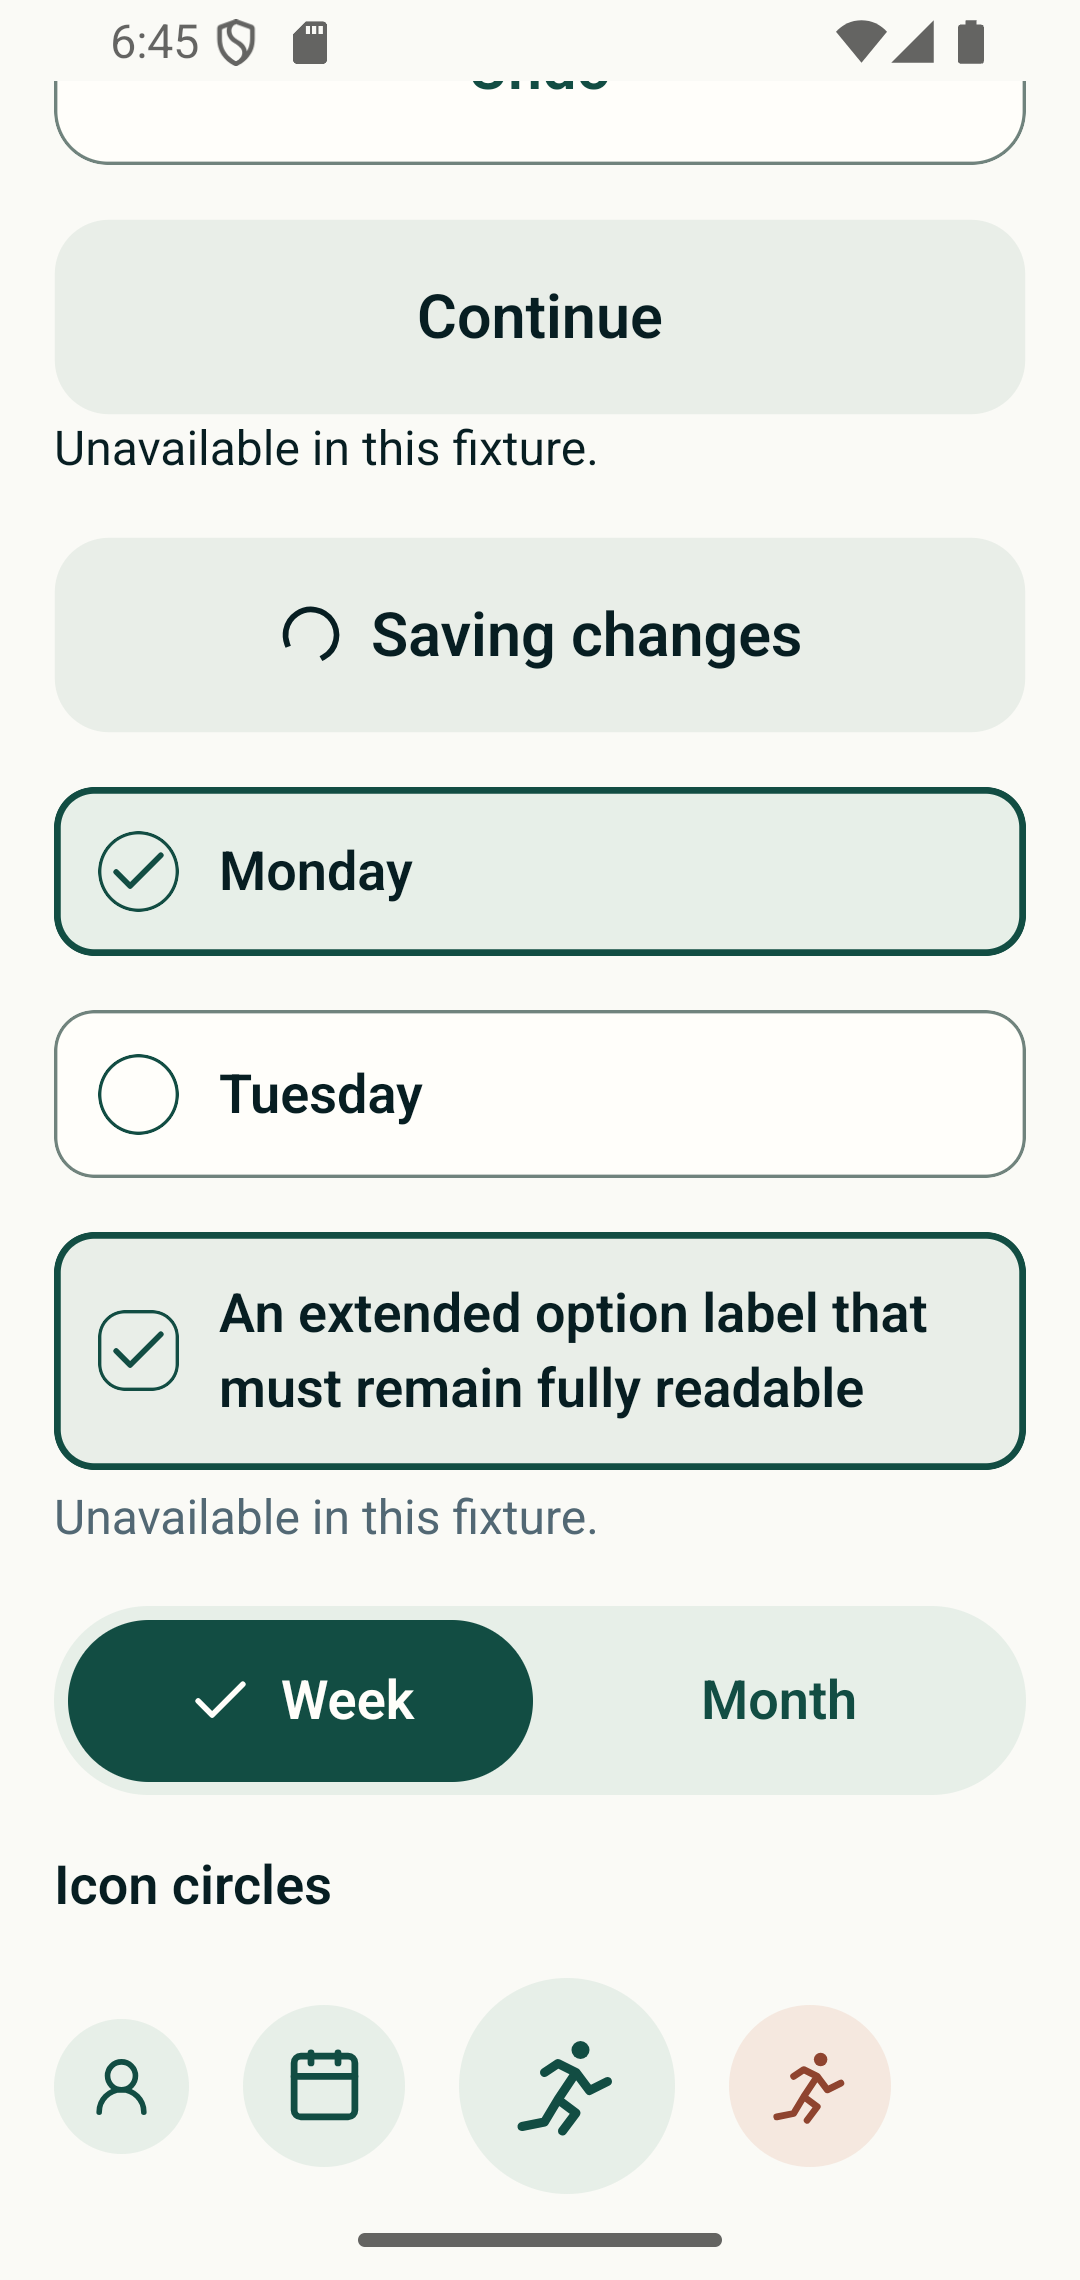 6:45
Continue
Unavailable in this fixture.
Saving changes
Monday
Tuesday
An extended option label that
must remain fully readable
Unavailable in this fixture.
Week
Month
Icon circles